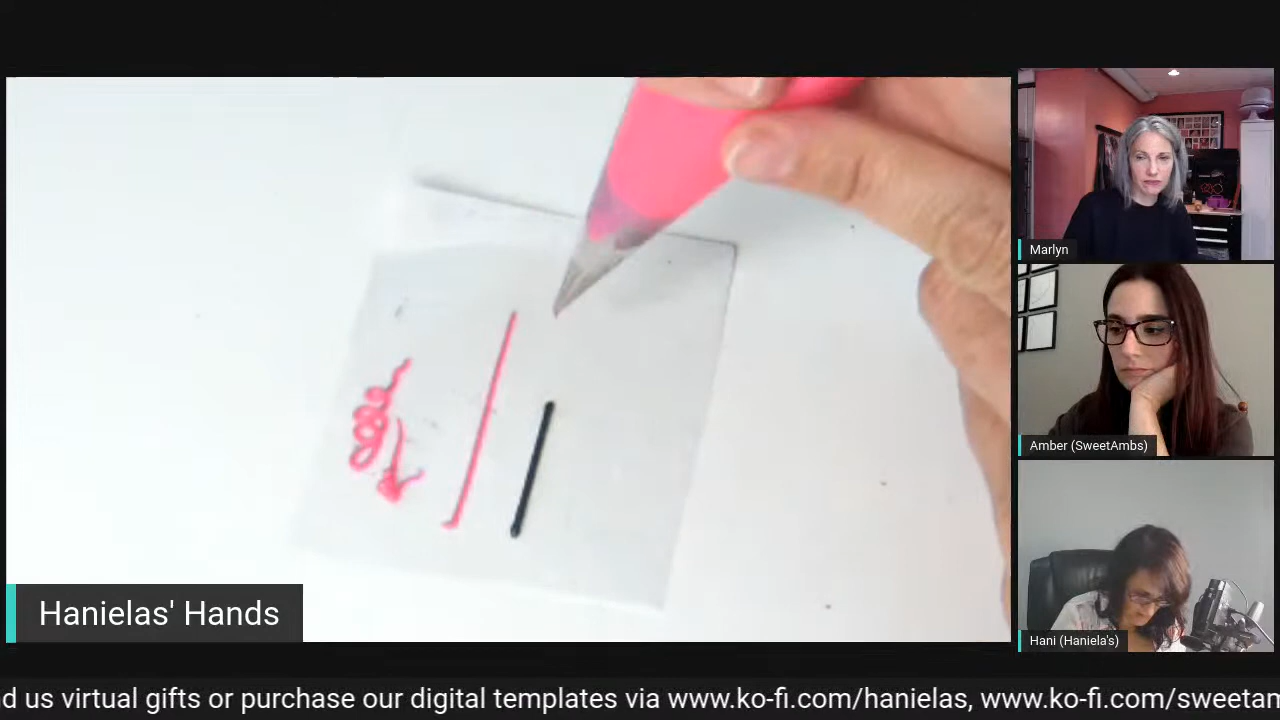 Marlyn
Amber (SweetAmbs)
Hanielas' Hands
Hani (Haniela's)
d us virtual gifts or purchase our digital templates via www.ko-fi.com/hanielas, www.ko-fi.com/sweetam